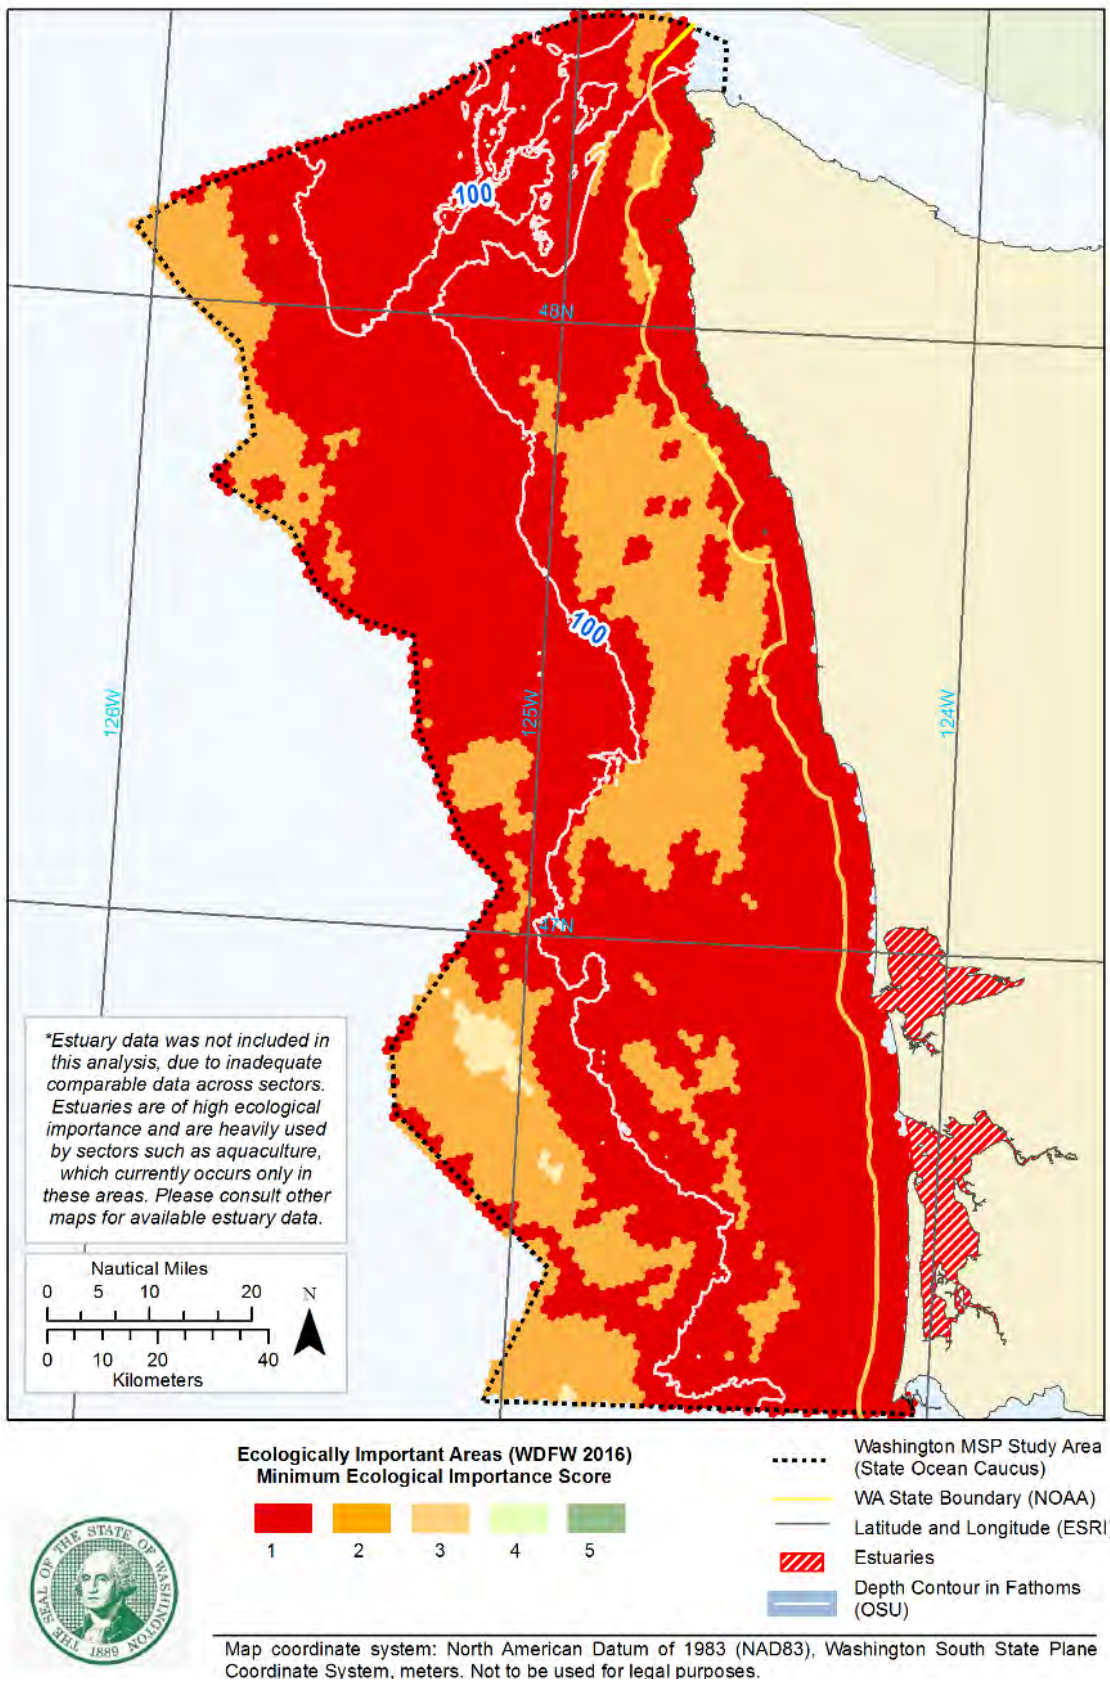 100
48N
100
126W
125W
124W
47N
*Estuary data was not included in
this analysis, due to inadequate
comparable data across sectors.
Estuaries are of high ecological
importance and are heavily used
by sectors such as aquaculture,
which currently occurs only in
these areas. Please consult other
maps for available estuary data.
Nautical Miles
0 5 10 20
N
0 10 20 40
Kilometers
Ecologically Important Areas (WDFW 2016)
Minimum Ecological Importance Score
1 2 3 4 5
Washington MSP Study Area
(State Ocean Caucus)
WA State Boundary (NOAA)
Latitude and Longitude (ESRI)
Estuaries
Depth Contour in Fathoms
(OSU)
THE SEAL OF THE STATE OF WASHINGTON
1889
Map coordinate system: North American Datum of 1983 (NAD83), Washington South State Plane
Coordinate System, meters. Not to be used for legal purposes.